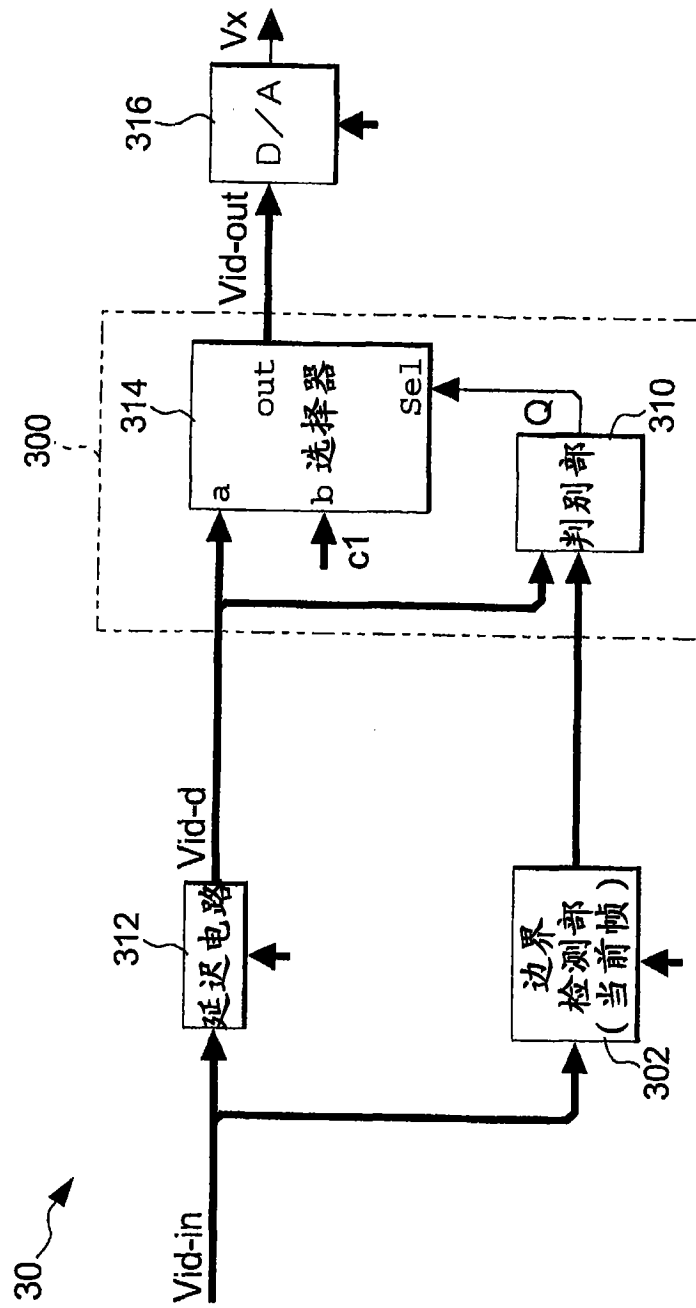 30
Vid-in
312
延迟电路
Vid-d
302
边界
检测部
(当前帧)
300
314
a
b
c1
out
选择器
Sel
Q
310
判别部
Vid-out
316
D/A
Vx